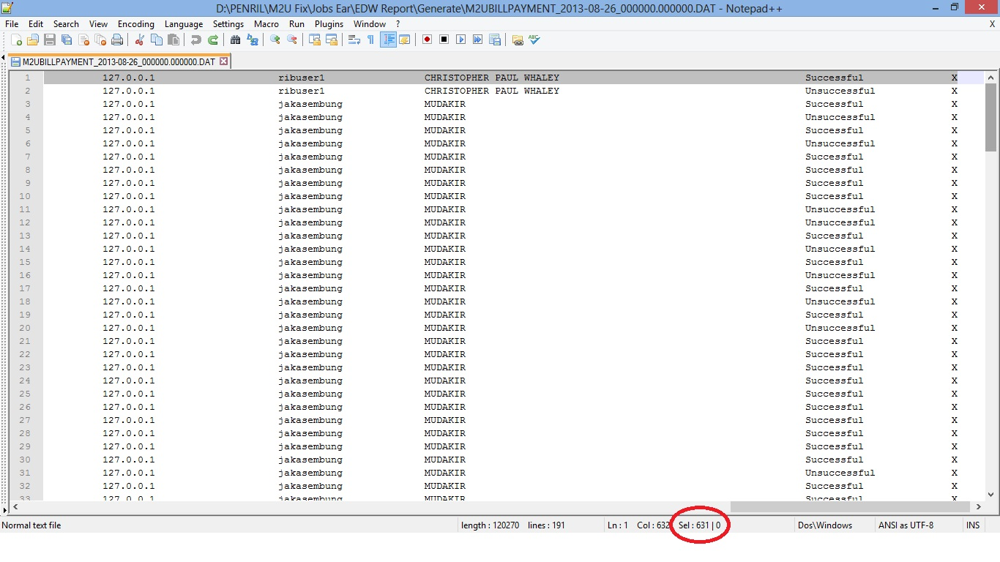 D:\PENRIL\M2U Fix\Jobs Ear\EDW Report\Generate\M2UBILLPAYMENT_2013-08-26_000000.000000.DAT - Notepad++
File Edit Search View Encoding Language Settings Macro Run Plugins Window ? X
M2UBILLPAYMENT_2013-08-26_000000.000000.DAT
1 127.0.0.1 ribuser1 CHRISTOPHER PAUL WHALEY Successful X
2 127.0.0.1 ribuser1 CHRISTOPHER PAUL WHALEY Unsuccessful X
3 127.0.0.1 jakasembung MUDAKIR Successful X
4 127.0.0.1 jakasembung MUDAKIR Unsuccessful X
5 127.0.0.1 jakasembung MUDAKIR Successful X
6 127.0.0.1 jakasembung MUDAKIR Unsuccessful X
7 127.0.0.1 jakasembung MUDAKIR Successful X
8 127.0.0.1 jakasembung MUDAKIR Successful X
9 127.0.0.1 jakasembung MUDAKIR Successful X
10 127.0.0.1 jakasembung MUDAKIR Successful X
11 127.0.0.1 jakasembung MUDAKIR Unsuccessful X
12 127.0.0.1 jakasembung MUDAKIR Unsuccessful X
13 127.0.0.1 jakasembung MUDAKIR Successful X
14 127.0.0.1 jakasembung MUDAKIR Unsuccessful X
15 127.0.0.1 jakasembung MUDAKIR Successful X
16 127.0.0.1 jakasembung MUDAKIR Unsuccessful X
17 127.0.0.1 jakasembung MUDAKIR Successful X
18 127.0.0.1 jakasembung MUDAKIR Unsuccessful X
19 127.0.0.1 jakasembung MUDAKIR Successful X
20 127.0.0.1 jakasembung MUDAKIR Unsuccessful X
21 127.0.0.1 jakasembung MUDAKIR Successful X
22 127.0.0.1 jakasembung MUDAKIR Successful X
23 127.0.0.1 jakasembung MUDAKIR Successful X
24 127.0.0.1 jakasembung MUDAKIR Successful X
25 127.0.0.1 jakasembung MUDAKIR Successful X
26 127.0.0.1 jakasembung MUDAKIR Successful X
27 127.0.0.1 jakasembung MUDAKIR Successful X
28 127.0.0.1 jakasembung MUDAKIR Successful X
29 127.0.0.1 jakasembung MUDAKIR Successful X
30 127.0.0.1 jakasembung MUDAKIR Successful X
31 127.0.0.1 jakasembung MUDAKIR Unsuccessful X
32 127.0.0.1 jakasembung MUDAKIR Successful X
33 127.0.0.1 jakasembung MUDAKIR Successful X
Normal text file length : 120270 lines : 191 Ln : 1 Col : 632 Sel : 631 | 0 Dos\Windows ANSI as UTF-8 INS